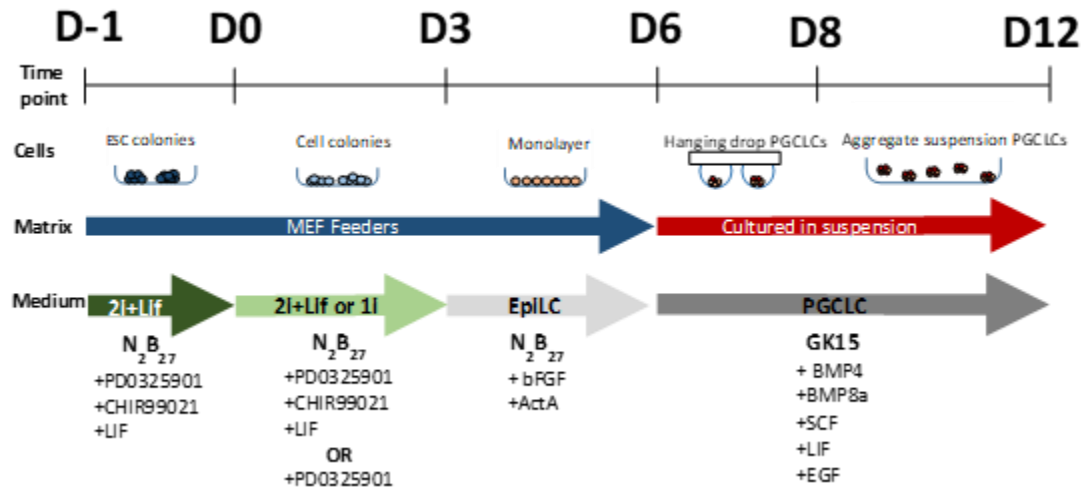 D-1 D0 D3 D6 D8 D12
Time
point
Cells
ESC colonies
Cell colonies
Monolayer
Hanging drop PGCLCs
Aggregate suspension PGCLCs
Matrix
MEF Feeders
Cultured in suspension
Medium
2i+Lif
2i+Lif or 1i
EpiLC
PGCLC
N2B27
+PD0325901
+CHIR99021
+LIF
N2B27
+PD0325901
+CHIR99021
+LIF
OR
+PD0325901
N2B27
+ bFGF
+ActA
GK15
+ BMP4
+BMP8a
+SCF
+LIF
+EGF